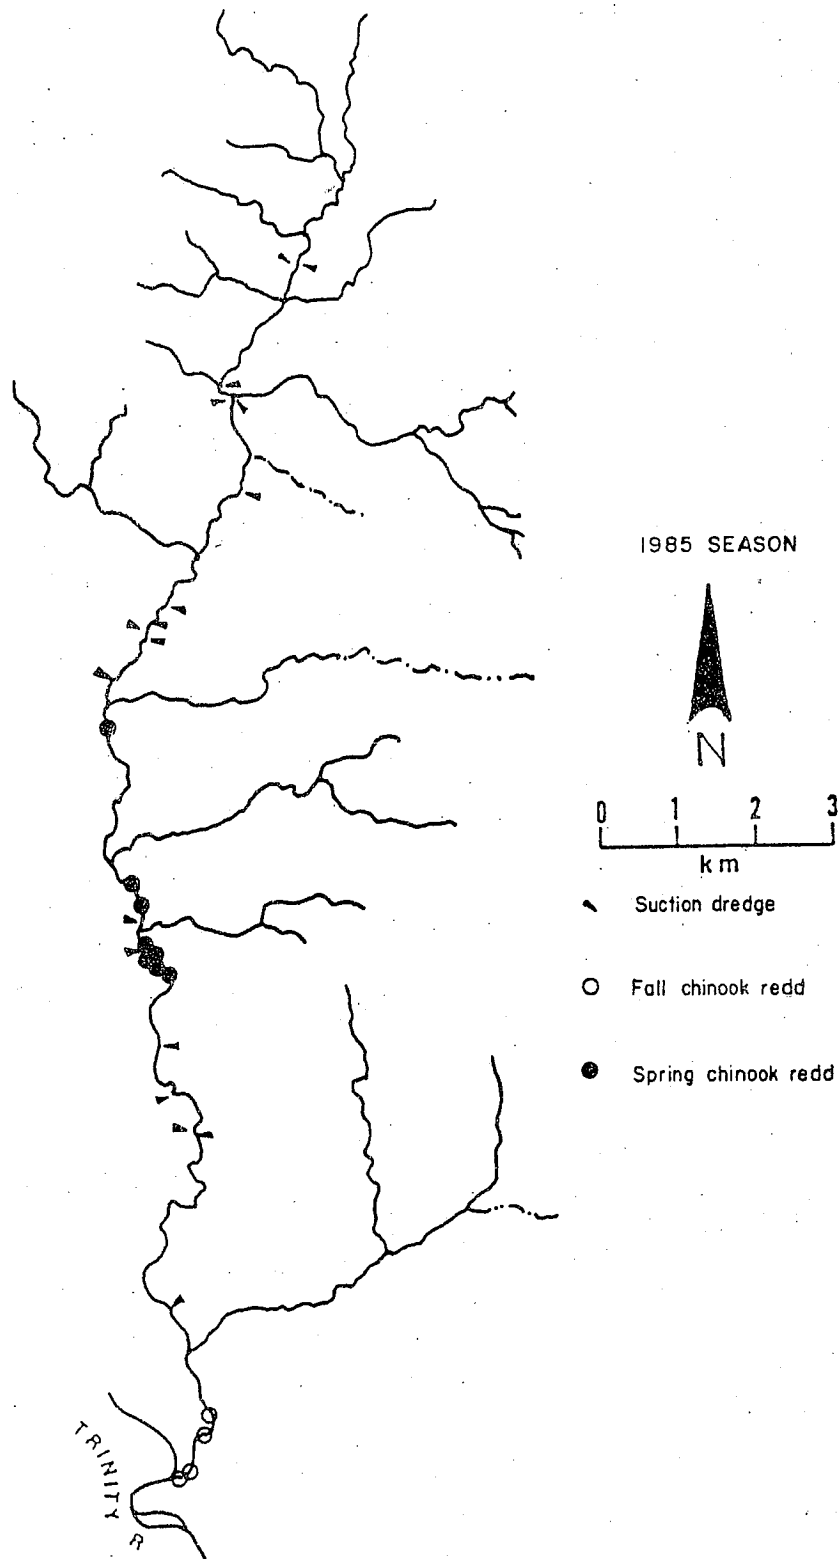 1985 SEASON
N
0 1 2 3
km
Suction dredge
Fall chinook redd
Spring chinook redd
TRINITY R